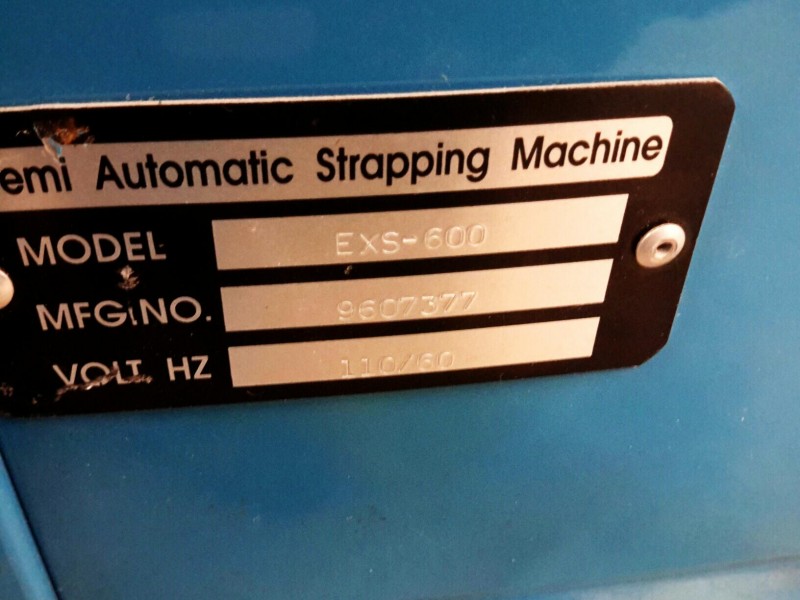 emi Automatic Strapping Machine
MODEL EXS-600
MFG NO. 9607377
VOLT HZ 110/60